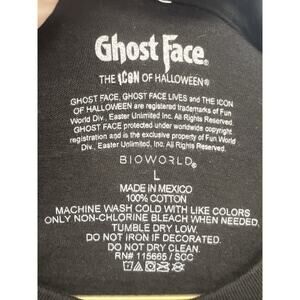 Ghost Face®
THE ICON OF HALLOWEEN®
GHOST FACE, GHOST FACE LIVES and THE ICON
OF HALLOWEEN are registered trademarks of Fun
World Div., Easter Unlimited, Inc. All Rights Reserved.
GHOST FACE protected under worldwide copyright
registration and is the exclusive property of Fun World
Div., Easter Unlimited, Inc. All Rights Reserved.
BIOWORLD®
L
MADE IN MEXICO
100% COTTON
MACHINE WASH COLD WITH LIKE COLORS
ONLY NON-CHLORINE BLEACH WHEN NEEDED.
TUMBLE DRY LOW.
DO NOT IRON IF DECORATED.
DO NOT DRY CLEAN.
RN# 115665 / SCC